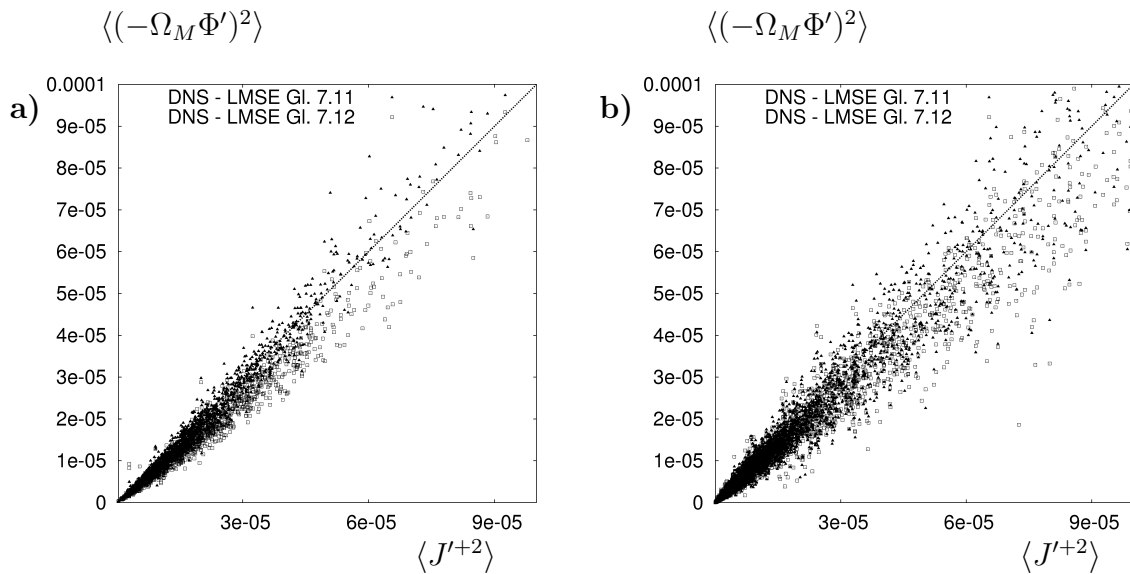 ⟨(−Ω_MΦ′)²⟩
a)
0.0001
9e-05
8e-05
7e-05
6e-05
5e-05
4e-05
3e-05
2e-05
1e-05
0
DNS - LMSE Gl. 7.11
DNS - LMSE Gl. 7.12
3e-05 6e-05 9e-05
⟨J′⁺²⟩
⟨(−Ω_MΦ′)²⟩
b)
0.0001
9e-05
8e-05
7e-05
6e-05
5e-05
4e-05
3e-05
2e-05
1e-05
0
DNS - LMSE Gl. 7.11
DNS - LMSE Gl. 7.12
3e-05 6e-05 9e-05
⟨J′⁺²⟩